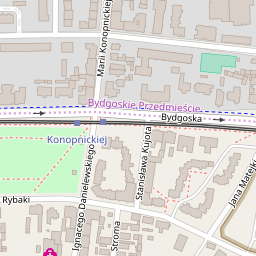 Marii Konopnickiej
Bydgoskie Przedmieście
Bydgoska
Konopnickiej
Stanisława Kujota
Ignacego Danielewskiego
Jana Matejki
Rybaki
Stroma